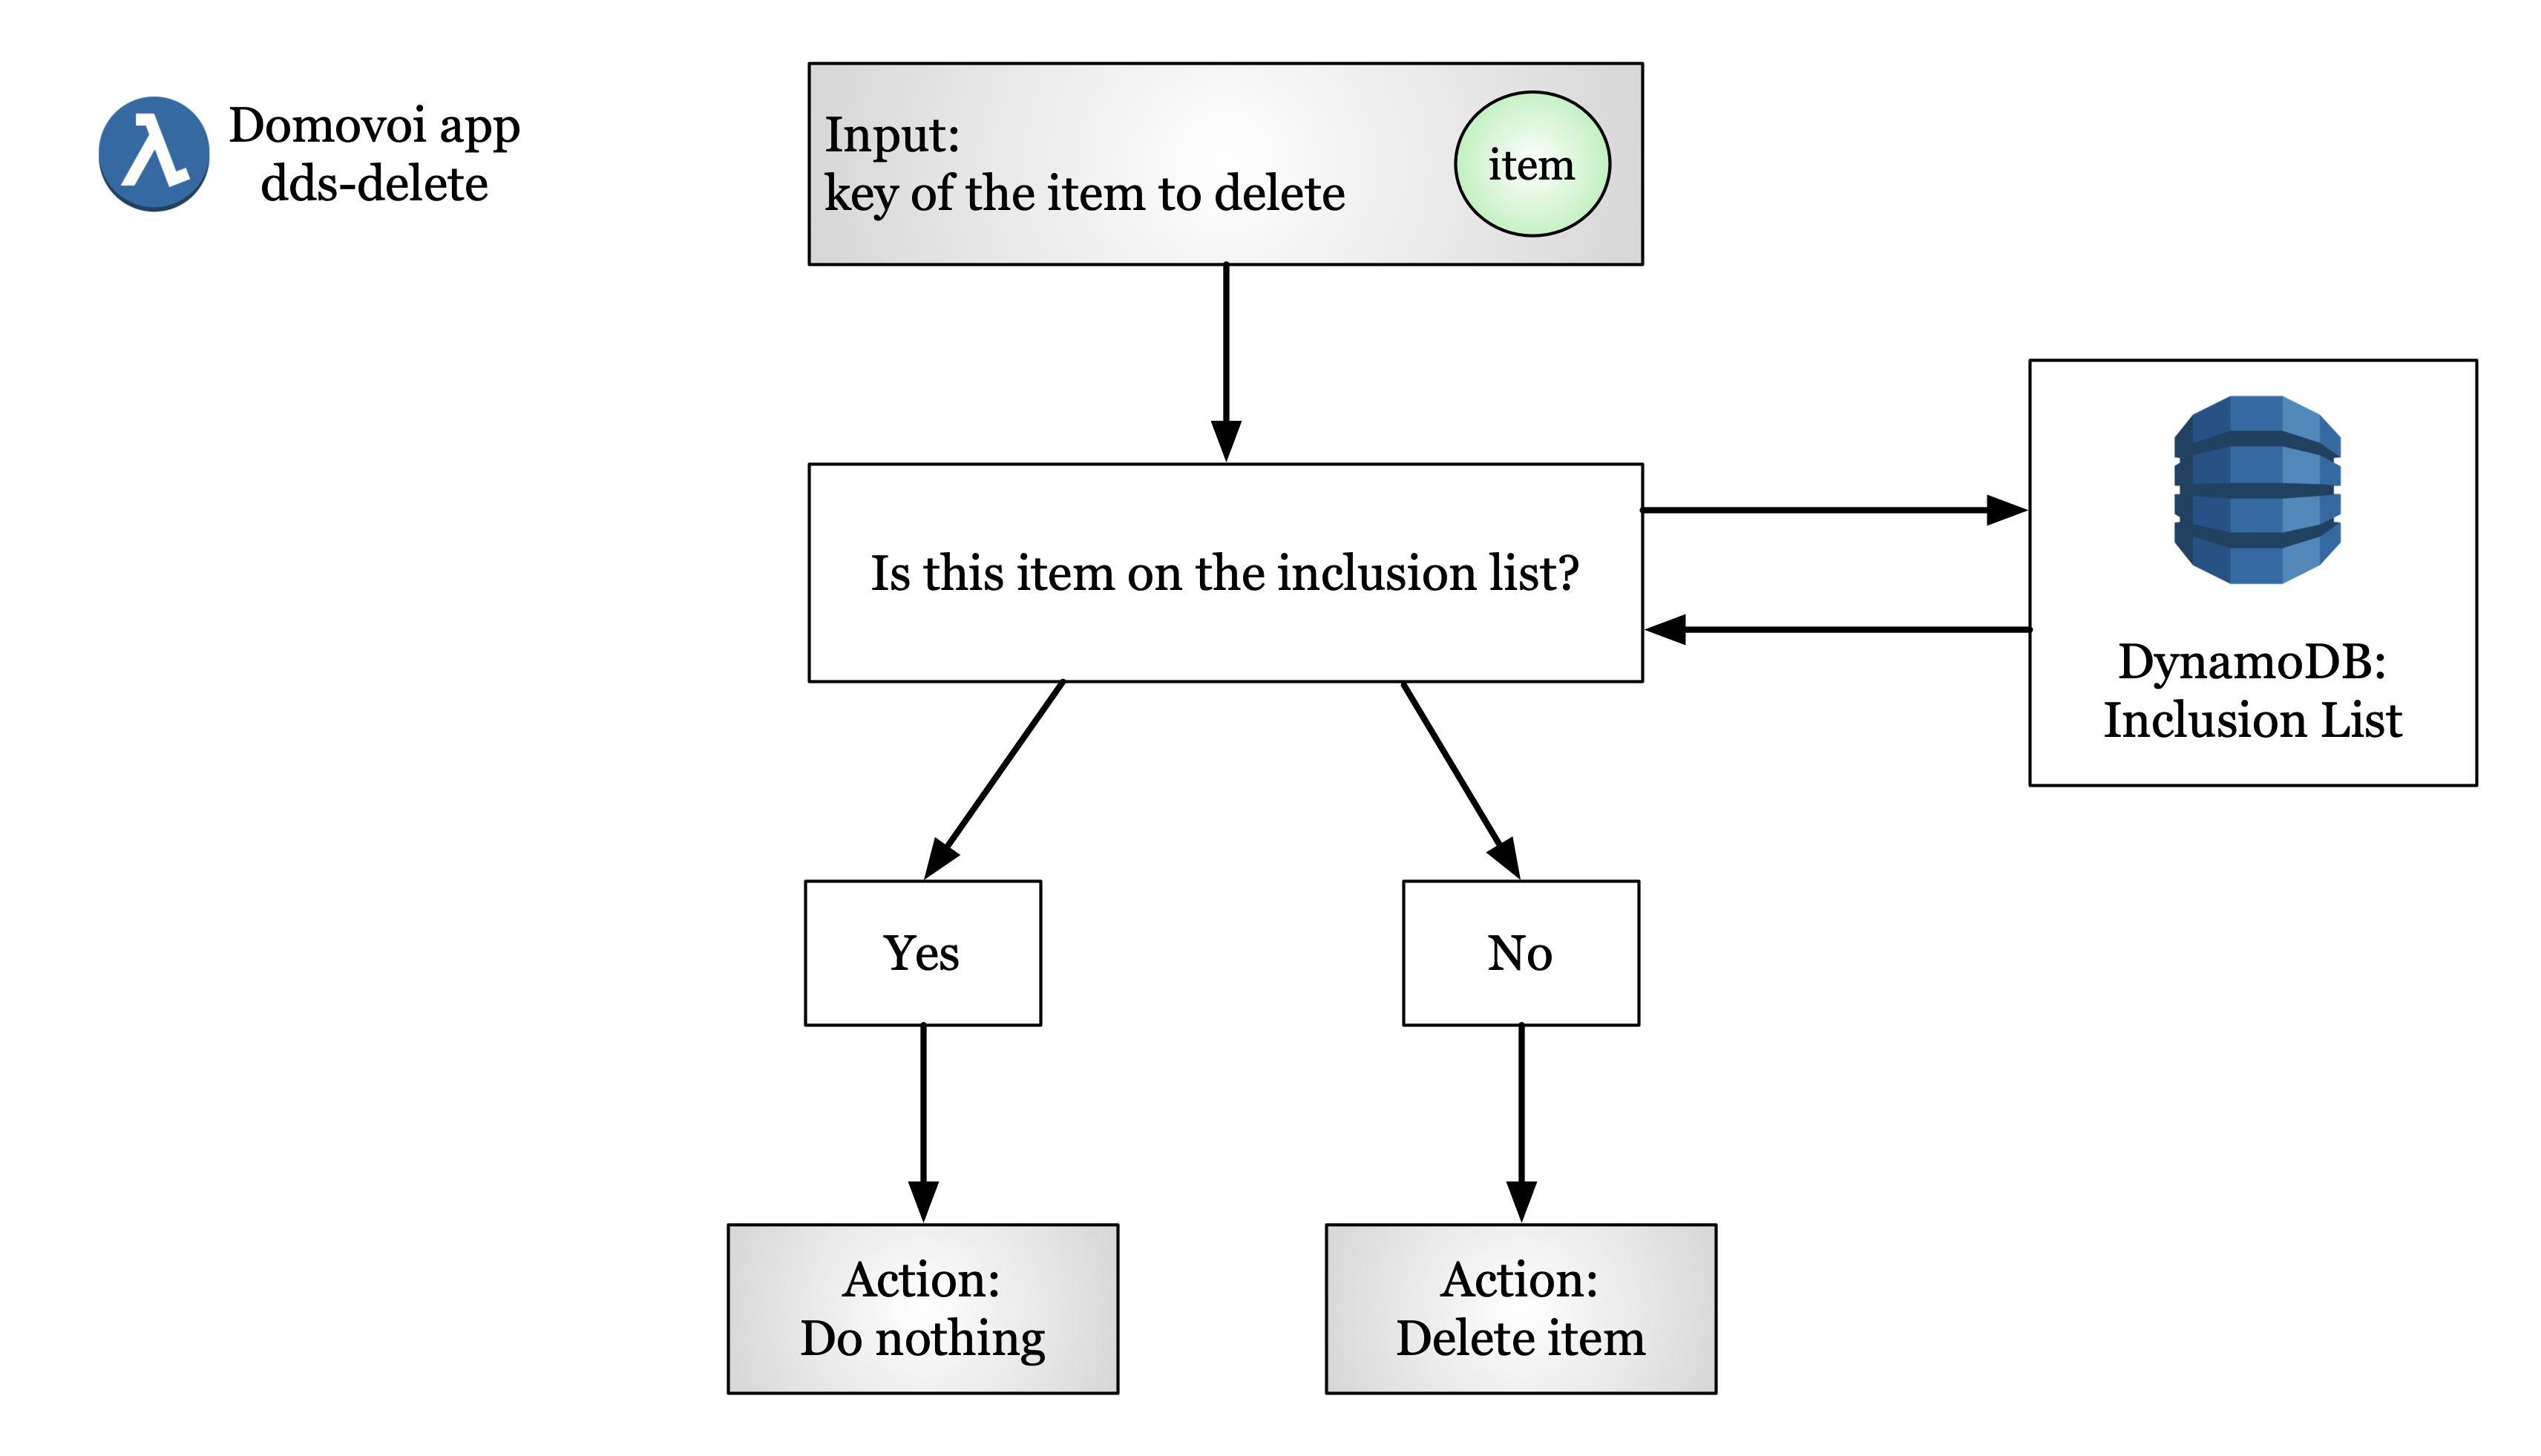 Domovoi app
dds-delete
Input:
key of the item to delete
item
Is this item on the inclusion list?
DynamoDB:
Inclusion List
Yes
No
Action:
Do nothing
Action:
Delete item